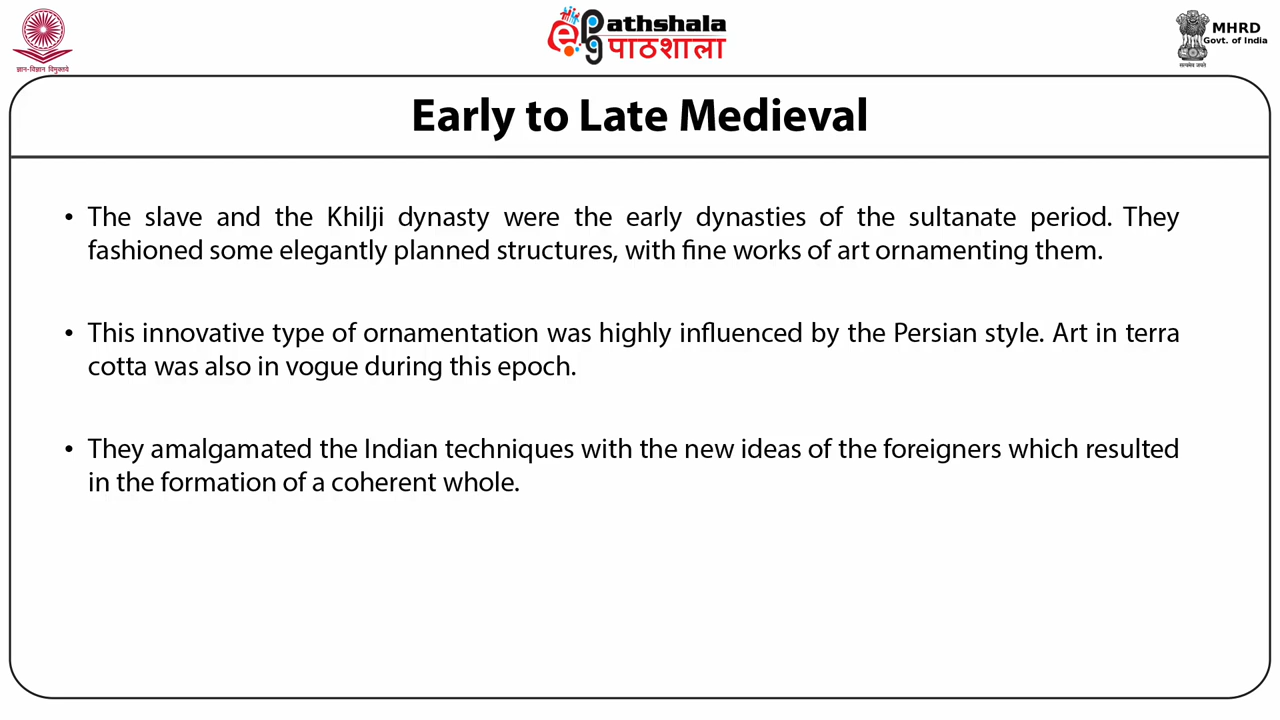 ज्ञान-विज्ञान विमुक्तये
ePathshala
पाठशाला
MHRD
Govt. of India
सत्यमेव जयते
Early to Late Medieval
• The slave and the Khilji dynasty were the early dynasties of the sultanate period. They
fashioned some elegantly planned structures, with fine works of art ornamenting them.
• This innovative type of ornamentation was highly influenced by the Persian style. Art in terra
cotta was also in vogue during this epoch.
• They amalgamated the Indian techniques with the new ideas of the foreigners which resulted
in the formation of a coherent whole.